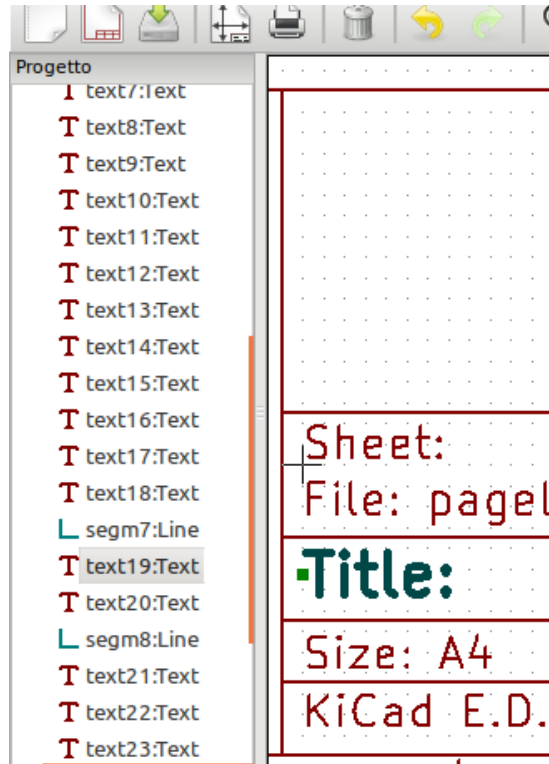 Progetto
text7:Text
text8:Text
text9:Text
text10:Text
text11:Text
text12:Text
text13:Text
text14:Text
text15:Text
text16:Text
text17:Text
text18:Text
segm7:Line
text19:Text
text20:Text
segm8:Line
text21:Text
text22:Text
text23:Text
Sheet:
File: pagel
Title:
Size: A4
KiCad E.D.